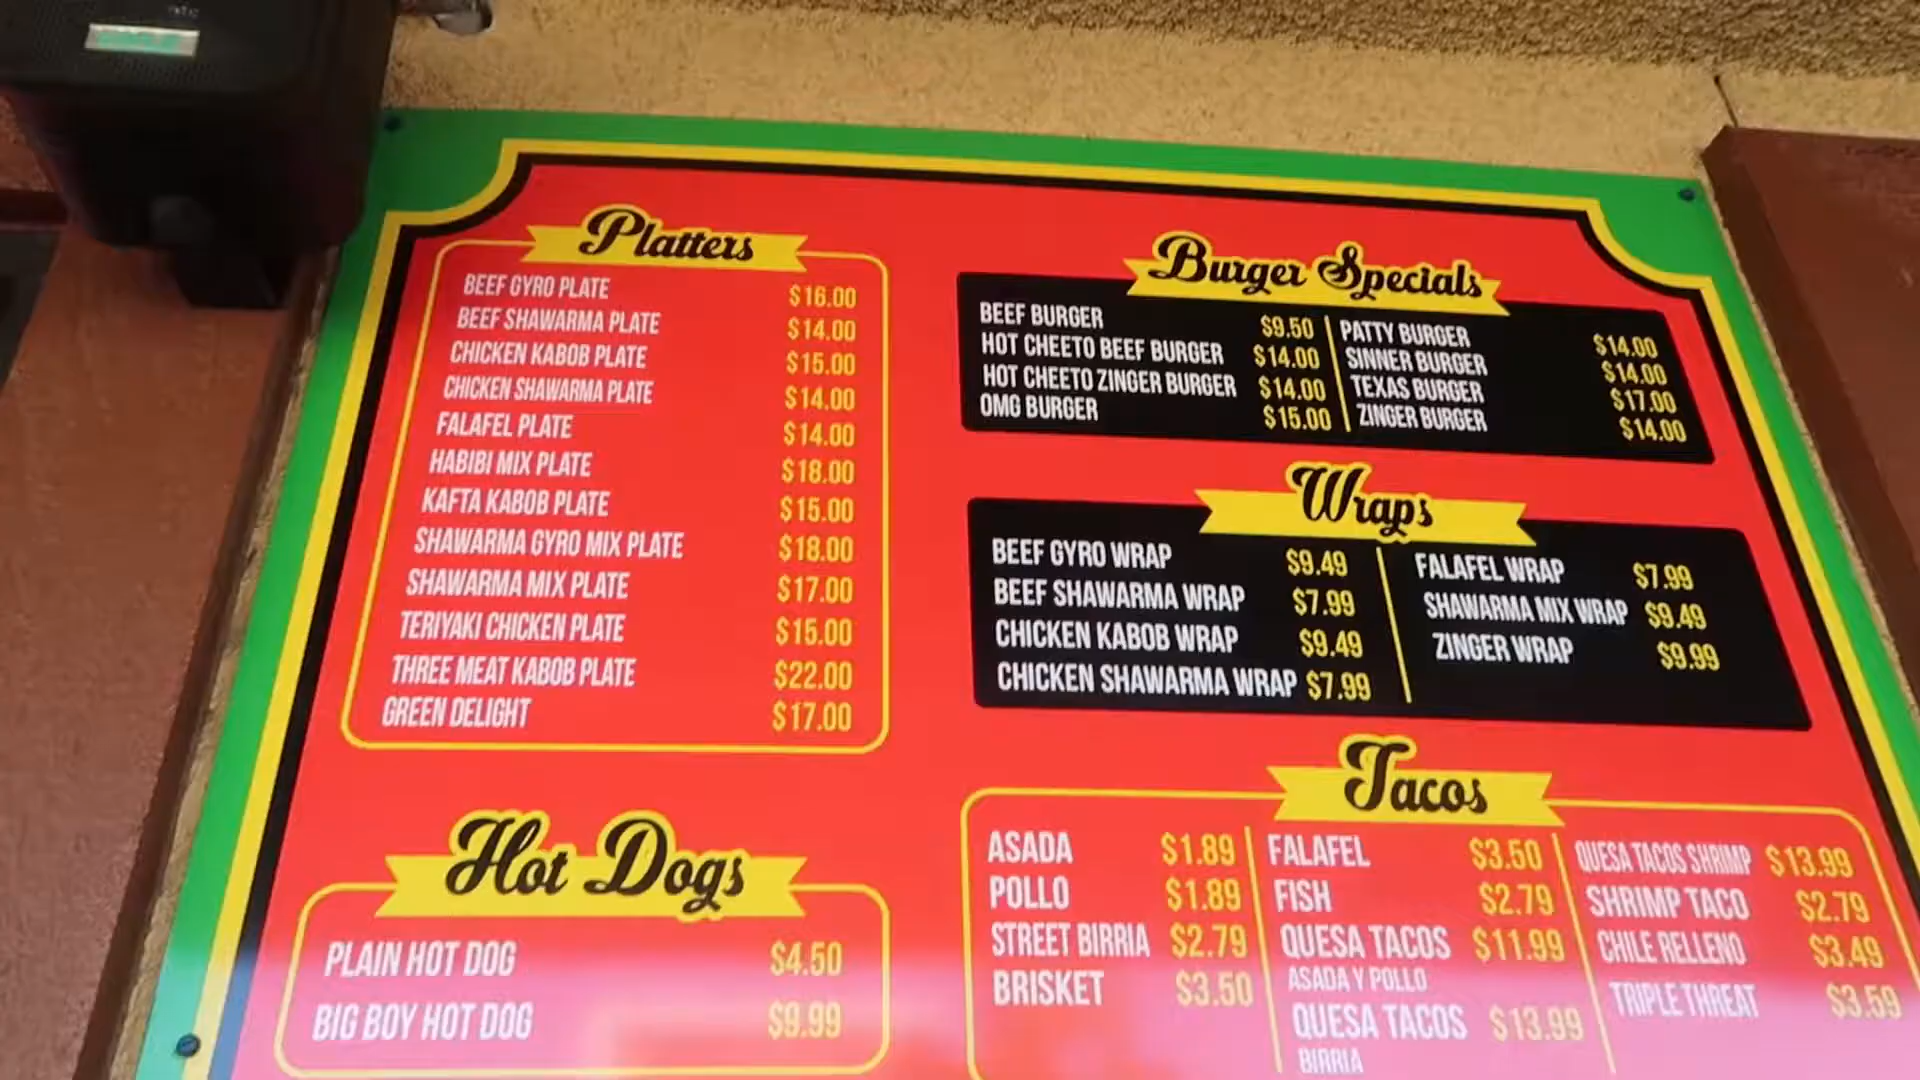 Platters
BEEF GYRO PLATE $16.00
BEEF SHAWARMA PLATE $14.00
CHICKEN KABOB PLATE $15.00
CHICKEN SHAWARMA PLATE $14.00
FALAFEL PLATE $14.00
HABIBI MIX PLATE $18.00
KAFTA KABOB PLATE $15.00
SHAWARMA GYRO MIX PLATE $18.00
SHAWARMA MIX PLATE $17.00
TERIYAKI CHICKEN PLATE $15.00
THREE MEAT KABOB PLATE $22.00
GREEN DELIGHT $17.00
Hot Dogs
PLAIN HOT DOG $4.50
BIG BOY HOT DOG $9.99
Burger Specials
BEEF BURGER $9.50
HOT CHEETO BEEF BURGER $14.00
HOT CHEETO ZINGER BURGER $14.00
OMG BURGER $15.00
PATTY BURGER $14.00
SINNER BURGER $14.00
TEXAS BURGER $17.00
ZINGER BURGER $14.00
Wraps
BEEF GYRO WRAP $9.49
BEEF SHAWARMA WRAP $7.99
CHICKEN KABOB WRAP $9.49
CHICKEN SHAWARMA WRAP $7.99
FALAFEL WRAP $7.99
SHAWARMA MIX WRAP $9.49
ZINGER WRAP $9.99
Tacos
ASADA $1.89
POLLO $1.89
STREET BIRRIA $2.79
BRISKET $3.50
FALAFEL $3.50
FISH $2.79
QUESA TACOS $11.99
ASADA Y POLLO
QUESA TACOS $13.99
BIRRIA
QUESA TACOS SHRIMP $13.99
SHRIMP TACO $2.79
CHILE RELLENO $3.49
TRIPLE THREAT $3.59